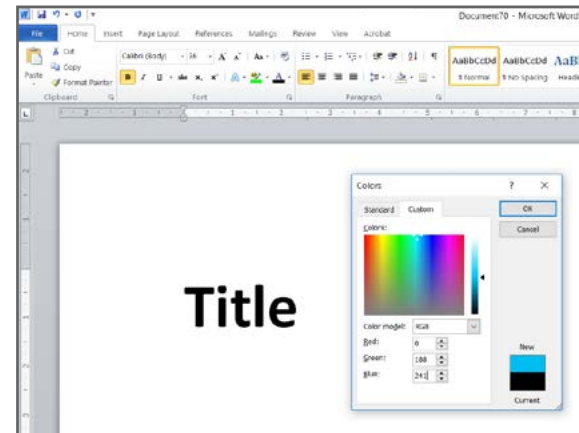 Document70 - Microsoft Word
File Home Insert Page Layout References Mailings Review View Acrobat
Paste
Cut
Copy
Format Painter
Clipboard
Calibri (Body) 36
Font
Paragraph
AaBbCcDd AaBbCcDd AaB
¶ Normal ¶ No Spacing Headi
Title
Colors ? X
Standard Custom
OK
Cancel
Colors:
Color model: RGB
Red: 0
Green: 188
Blue: 241
New
Current